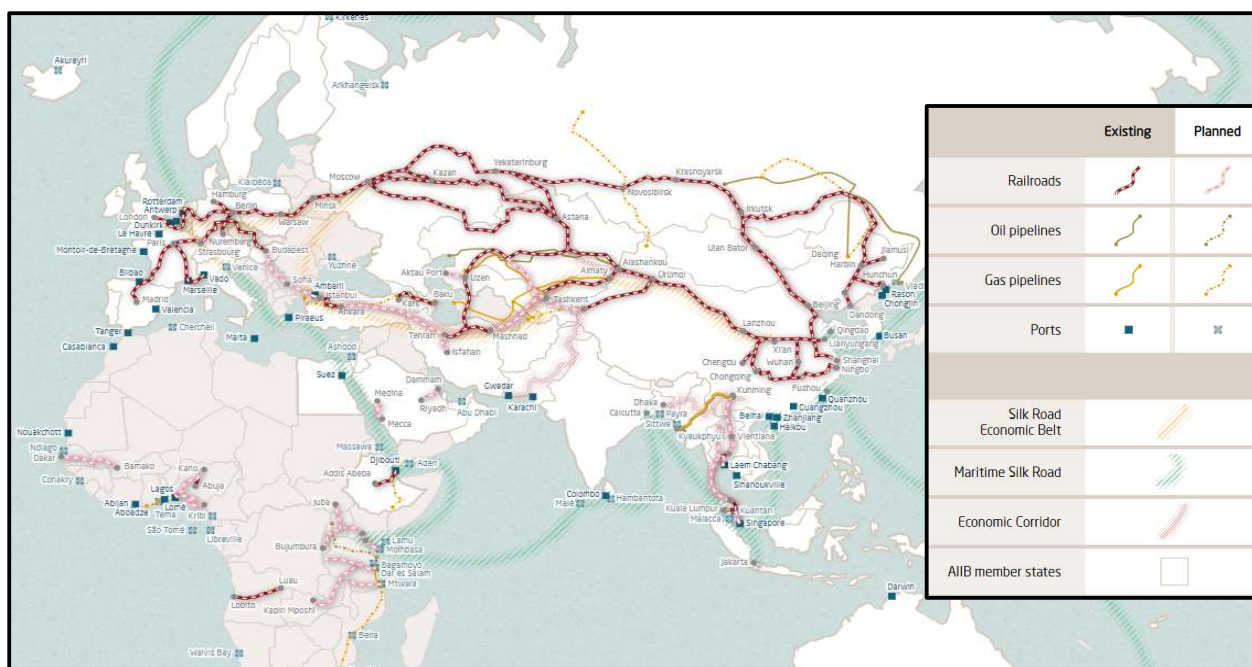 Kirkenes
Akureyri
Arkhangelsk
Yekaterinburg
Kazan
Moscow
Krasnoyarsk
Novosibirsk
Klaipėda
Hamburg
Rotterdam
Berlin
Antwerp
London
Dunkirk
Le Havre
Minsk
Warsaw
Irkutsk
Astana
Paris
Nuremberg
Montoir-de-Bretagne
Strasbourg
Budapest
Ulan Bator
Daqing
Jiamusi
Harbin
Venice
Yuzhne
Aktau Port
Alashankou
Almaty
Ürümqi
Hunchun
Bilbao
Vado
Sofia
Ambarli
Uzen
Rason
Chongjin
Marseille
Istanbul
Baku
Tashkent
Madrid
Kars
Beijing
Dandong
Valencia
Ankara
Piraeus
Tehran
Mashhad
Lanzhou
Qingdao
Busan
Tanger
Cherchell
Malta
Isfahan
Xi'an
Lianyungang
Casablanca
Ashdod
Chengdu
Wuhan
Shanghai
Suez
Dammam
Gwadar
Chongqing
Ningbo
Medina
Karachi
Kunming
Fuzhou
Riyadh
Abu Dhabi
Dhaka
Quanzhou
Mecca
Calcutta
Payra
Beihai
Guangzhou
Sittwe
Zhanjiang
Nouakchott
Kyaukphyu
Haikou
Ndiago
Massawa
Vientiane
Dakar
Kano
Djibouti
Aden
Bamako
Laem Chabang
Conakry
Addis Abeba
Abuja
Sihanoukville
Lagos
Colombo
Hambantota
Abijan
Juba
Male
Kuala Lumpur
Kuantan
Aboadze
Lomé
Tema
Kribi
Malacca
Singapore
São Tomé
Libreville
Lamu
Bujumbura
Mombasa
Bagamoyo
Jakarta
Dar es Salam
Luau
Mtwara
Darwin
Lobito
Kapiri Mposhi
Beira
Walvis Bay
Existing
Planned
Railroads
Oil pipelines
Gas pipelines
Ports
Silk Road
Economic Belt
Maritime Silk Road
Economic Corridor
AIIB member states